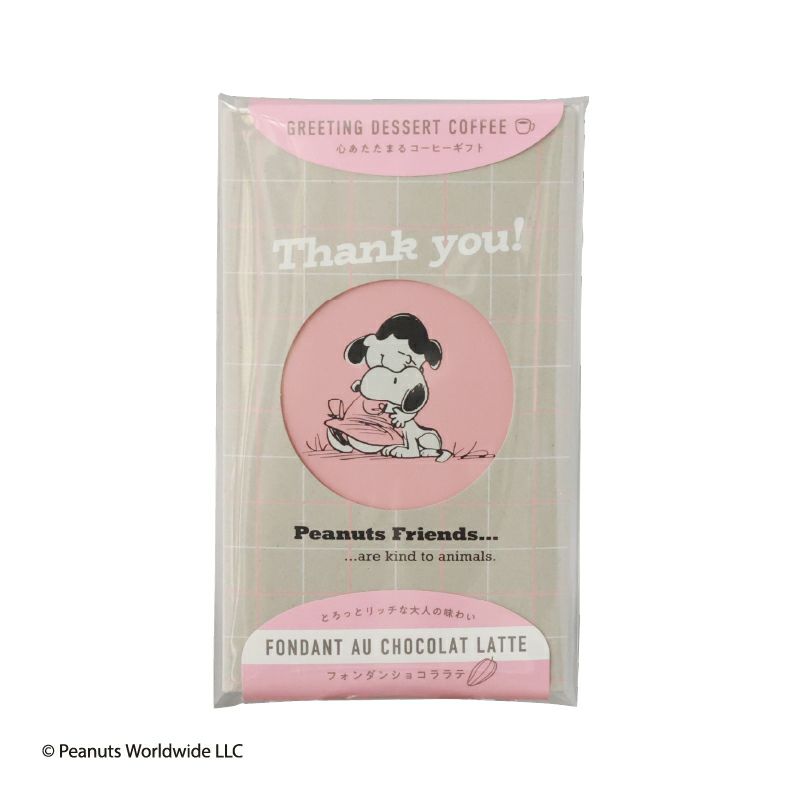 GREETING DESSERT COFFEE
心あたたまるコーヒーギフト
Thank you!
Peanuts Friends...
...are kind to animals.
とろっとリッチな大人の味わい
FONDANT AU CHOCOLAT LATTE
フォンダンショコララテ
© Peanuts Worldwide LLC